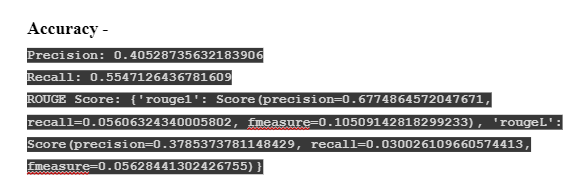 Accuracy -
Precision: 0.40528735632183906
Recall: 0.5547126436781609
ROUGE Score: {'rouge1': Score(precision=0.6774864572047671,
recall=0.05606324340005802, fmeasure=0.10509142818299233), 'rougeL':
Score(precision=0.3785373781148429, recall=0.030026109660574413,
fmeasure=0.05628441302426755)}